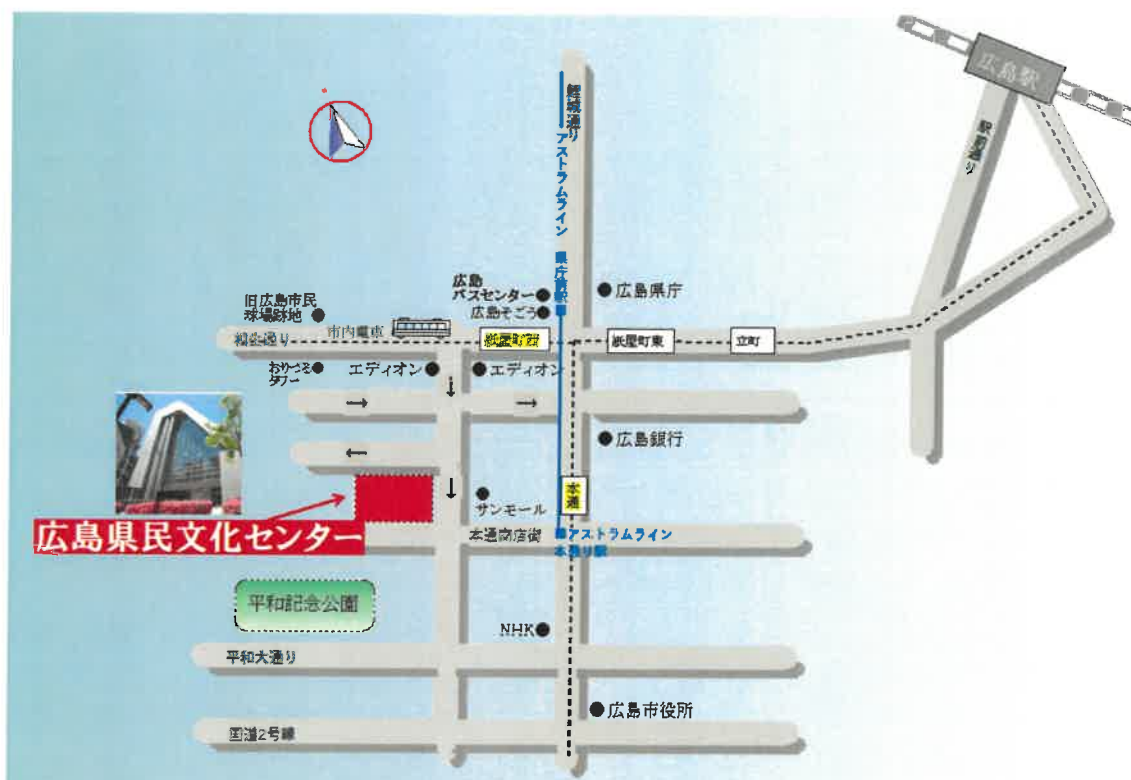 広島駅
鯉城通り
駅前通り
アストラムライン 県庁前駅
広島
バスセンター
広島県庁
旧広島市民
球場跡地
広島そごう
相生通り
市内電車
紙屋町西
紙屋町東
立町
おりづる
タワー
エディオン
エディオン
広島銀行
本通
サンモール
広島県民文化センター
本通商店街
アストラムライン
本通り駅
平和記念公園
NHK
平和大通り
広島市役所
国道2号線